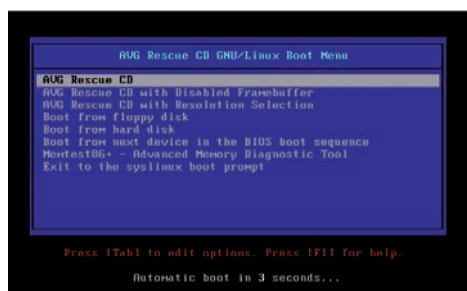 AVG Rescue CD GNU/Linux Boot Menu
AVG Rescue CD
AVG Rescue CD with Disabled Framebuffer
AVG Rescue CD with Resolution Selection
Boot from floppy disk
Boot from hard disk
Boot from next device in the BIOS boot sequence
Memtest86+ - Advanced Memory Diagnostic Tool
Exit to the syslinux boot prompt
Press [Tab] to edit options. Press [F1] for help.
Automatic boot in 3 seconds...